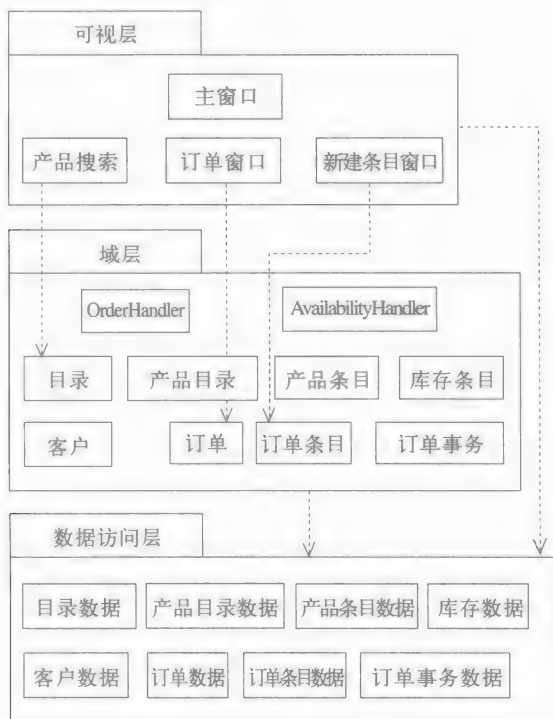 可视层
主窗口
产品搜索 订单窗口 新建条目窗口
域层
OrderHandler AvailabilityHandler
目录 产品目录 产品条目 库存条目
客户 订单 订单条目 订单事务
数据访问层
目录数据 产品目录数据 产品条目数据 库存数据
客户数据 订单数据 订单条目数据 订单事务数据